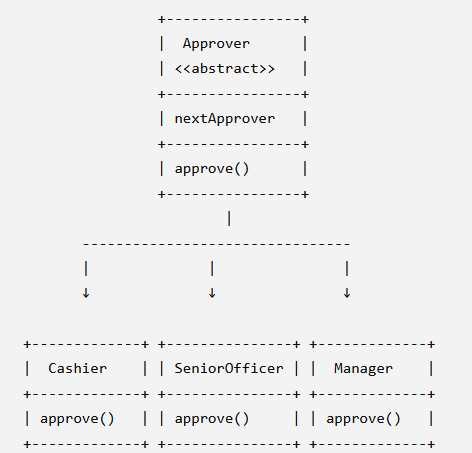 Approver
<<abstract>>
nextApprover
approve()
Cashier SeniorOfficer Manager
approve() approve() approve()